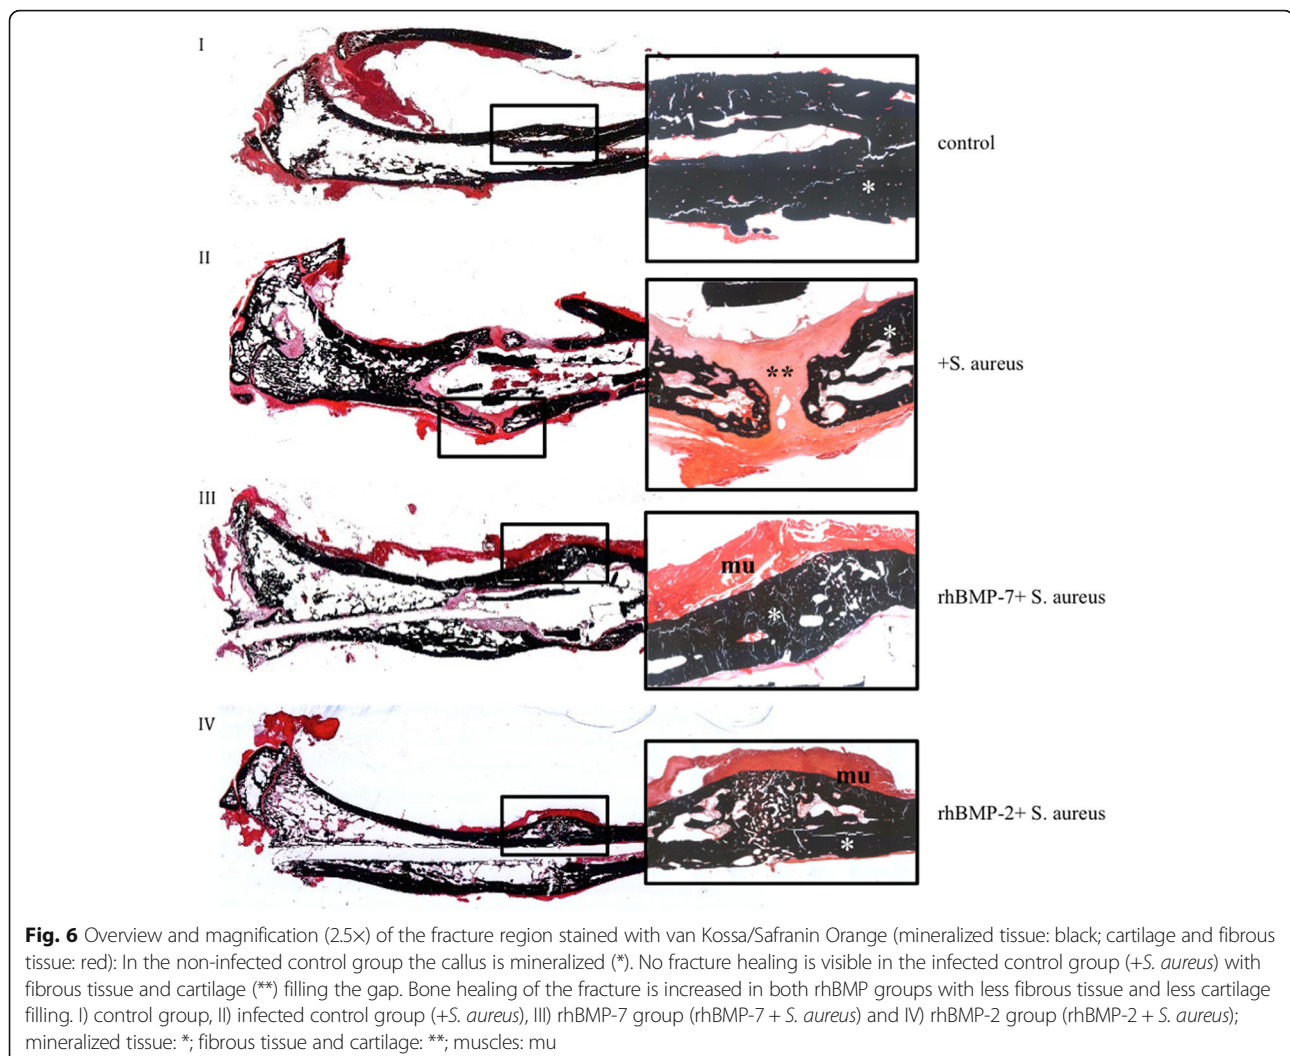 I
control
*
II
+S. aureus
*
**
III
rhBMP-7+ S. aureus
mu
*
IV
rhBMP-2+ S. aureus
mu
*
Fig. 6 Overview and magnification (2.5×) of the fracture region stained with van Kossa/Safranin Orange (mineralized tissue: black; cartilage and fibrous
tissue: red): In the non-infected control group the callus is mineralized (*). No fracture healing is visible in the infected control group (+S. aureus) with
fibrous tissue and cartilage (**) filling the gap. Bone healing of the fracture is increased in both rhBMP groups with less fibrous tissue and less cartilage
filling. I) control group, II) infected control group (+S. aureus), III) rhBMP-7 group (rhBMP-7 + S. aureus) and IV) rhBMP-2 group (rhBMP-2 + S. aureus);
mineralized tissue: *; fibrous tissue and cartilage: **; muscles: mu